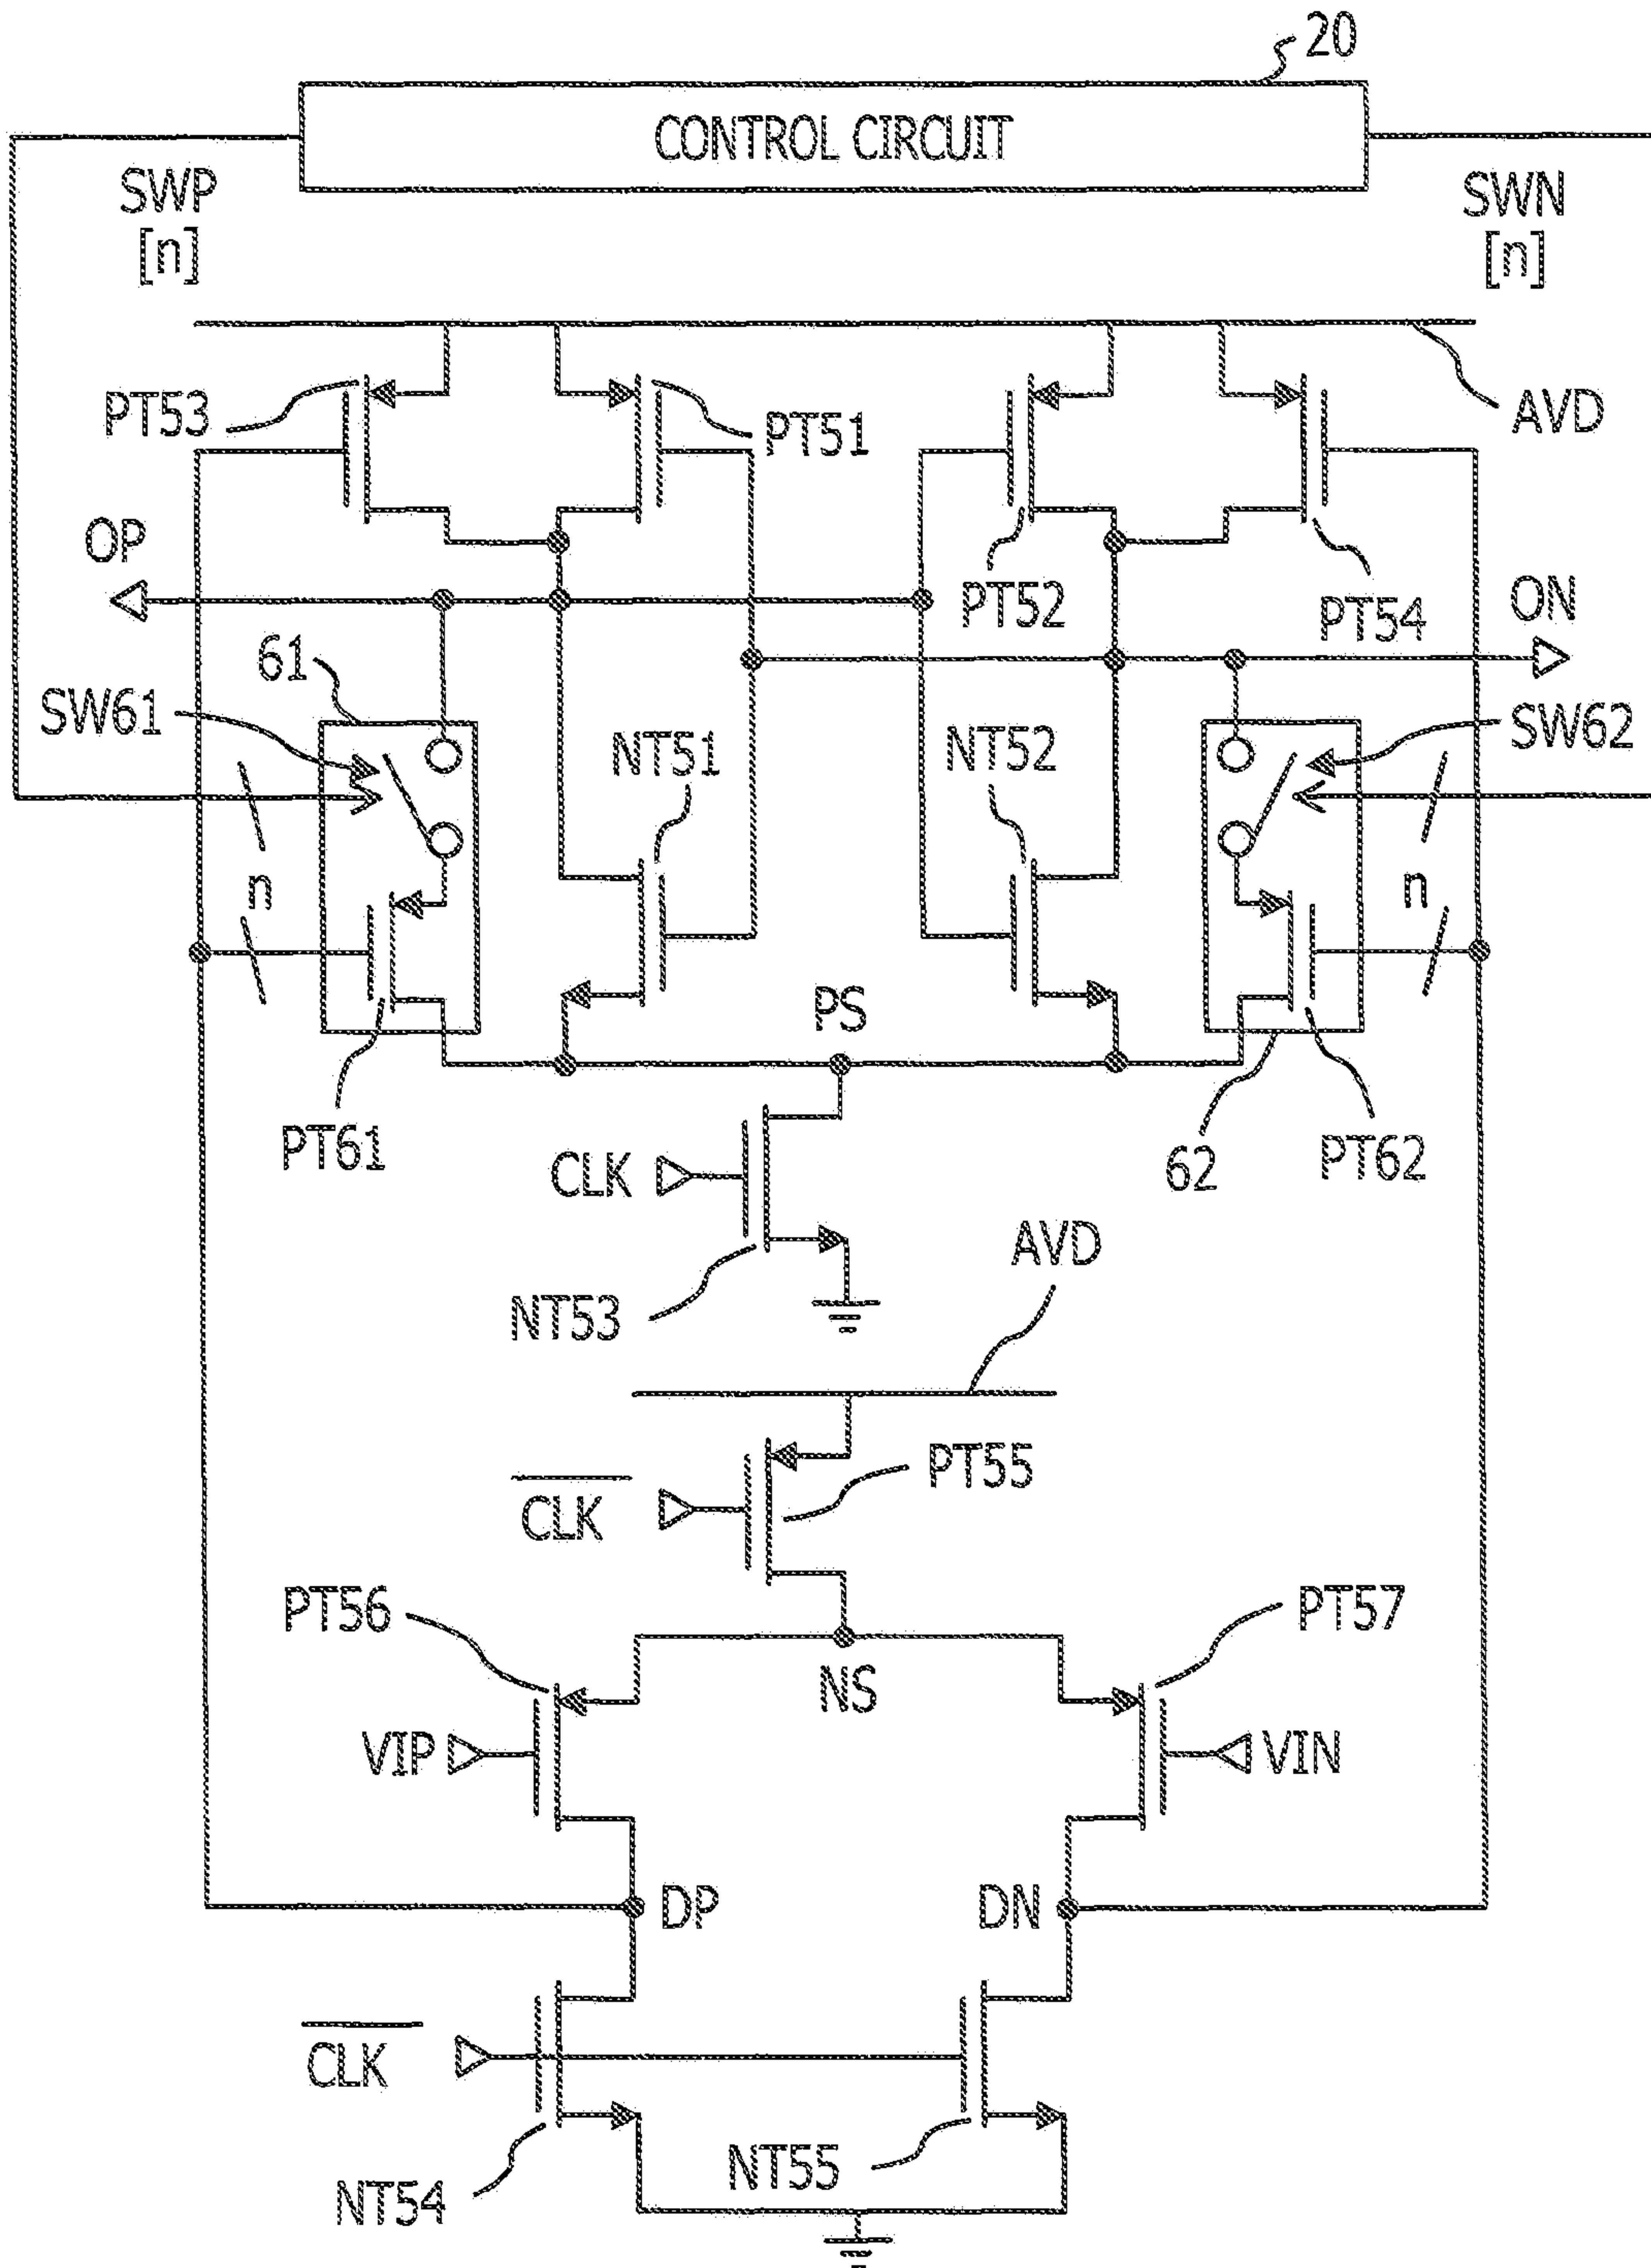 20
CONTROL CIRCUIT
SWP
[n]
SWN
[n]
PT53
PT51
AVD
OP
PT52
PT54
ON
61
SW61
NT51
NT52
SW62
n
n
PS
PT61
CLK
62
PT62
NT53
AVD
CLK
PT55
PT56
PT57
NS
VIP
VIN
DP
DN
CLK
NT54
NT55